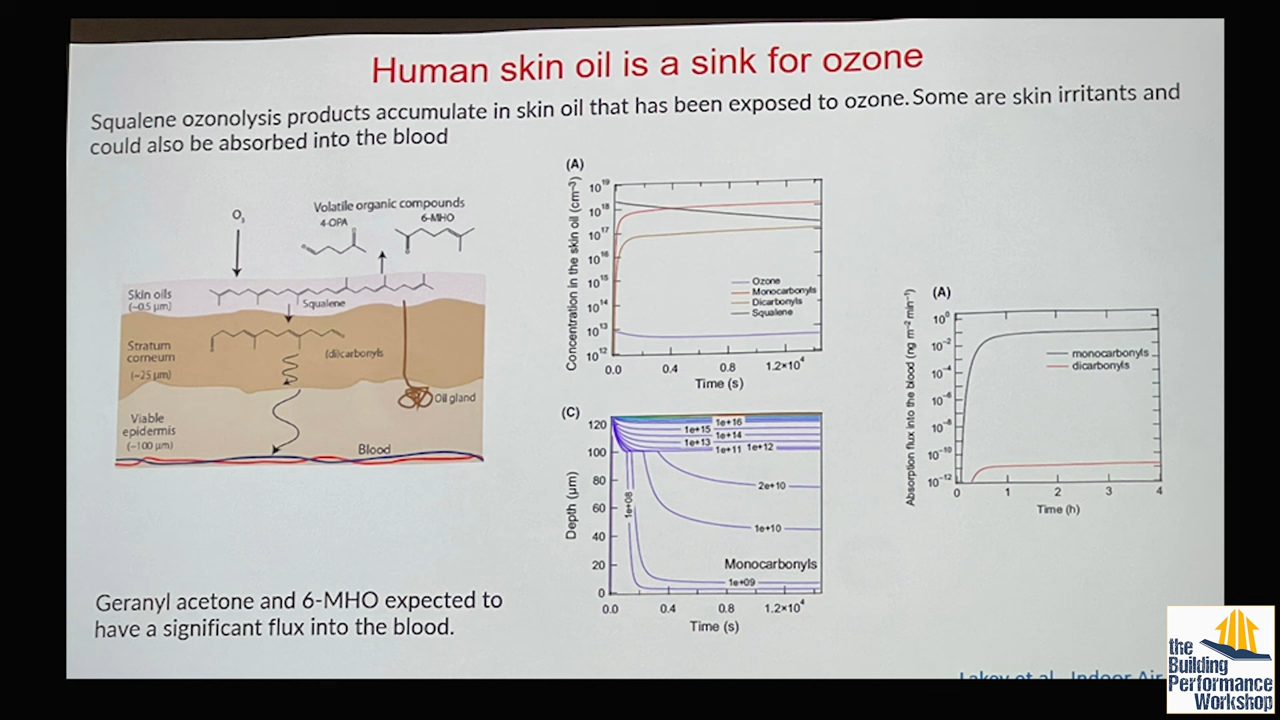 Human skin oil is a sink for ozone
Squalene ozonolysis products accumulate in skin oil that has been exposed to ozone. Some are skin irritants and
could also be absorbed into the blood
O3
Volatile organic compounds
4-OPA
6-MHO
Skin oils
(~0.5 µm)
Squalene
Stratum
corneum
(~25 µm)
(di)carbonyls
Oil gland
Viable
epidermis
(~100 µm)
Blood
(A)
Concentration in the skin oil (cm⁻³)
10¹⁹
10¹⁸
10¹⁷
10¹⁶
10¹⁵
10¹⁴
10¹³
10¹²
Ozone
Monocarbonyls
Dicarbonyls
Squalene
0.0 0.4 0.8 1.2×10⁴
Time (s)
(C)
Depth (µm)
120
100
80
60
40
20
0
1e+16
1e+15
1e+14
1e+13
1e+11
1e+12
1e+08
2e+10
1e+10
Monocarbonyls
1e+09
0.0 0.4 0.8 1.2×10⁴
Time (s)
(A)
Absorption flux into the blood (ng m⁻² min⁻¹)
10⁰
10⁻²
10⁻⁴
10⁻⁶
10⁻⁸
10⁻¹⁰
10⁻¹²
monocarbonyls
dicarbonyls
0 1 2 3 4
Time (h)
Geranyl acetone and 6-MHO expected to
have a significant flux into the blood.
Lakey et al., Indoor Air
the
Building
Performance
Workshop